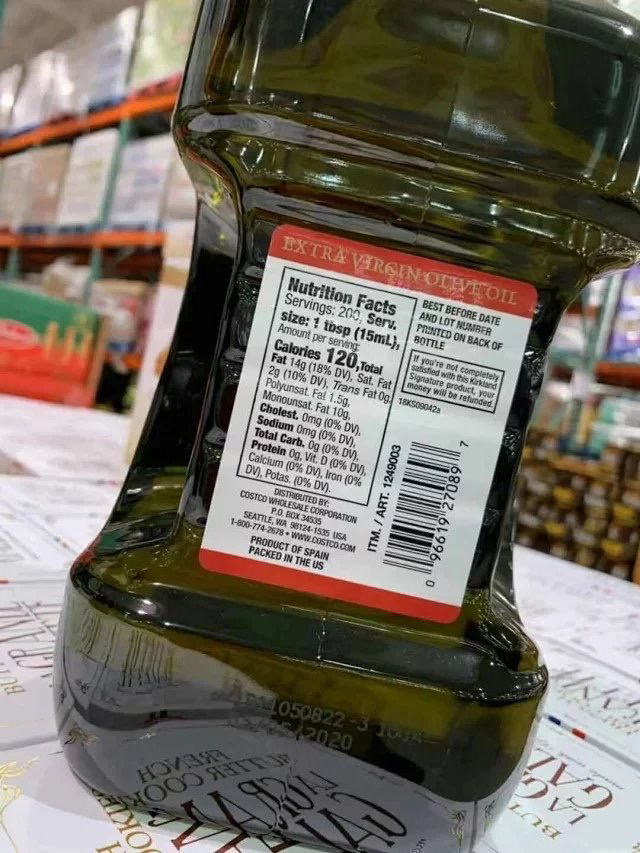 EXTRA VIRGIN OLIVE OIL
Nutrition Facts
Servings: 200, Serv.
size: 1 tbsp (15mL),
Amount per serving:
Calories 120, Total
Fat 14g (18% DV), Sat. Fat
2g (10% DV), Trans Fat 0g,
Polyunsat. Fat 1.5g,
Monounsat. Fat 10g,
Cholest. 0mg (0% DV),
Sodium 0mg (0% DV),
Total Carb. 0g (0% DV),
Protein 0g, Vit. D (0% DV),
Calcium (0% DV), Iron (0%
DV), Potas. (0% DV).
DISTRIBUTED BY:
COSTCO WHOLESALE CORPORATION
P.O. BOX 34535
SEATTLE, WA 98124-1535 USA
1-800-774-2678 • WWW.COSTCO.COM
PRODUCT OF SPAIN
PACKED IN THE US
BEST BEFORE DATE
AND LOT NUMBER
PRINTED ON BACK OF
BOTTLE
If you're not completely
satisfied with this Kirkland
Signature product, your
money will be refunded.
18KS09042a
ITM. / ART. 1249003
0 96619 27089 7
1050822-3
2020
FRENCH